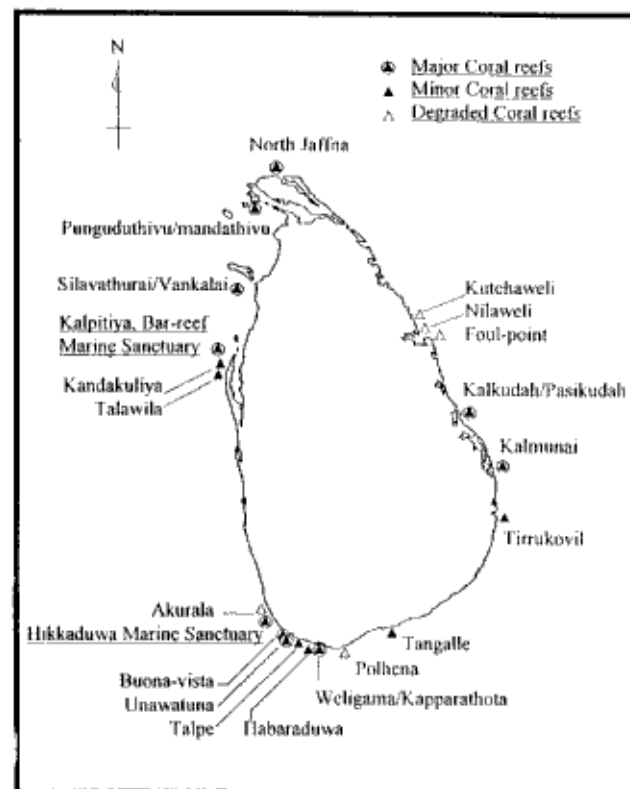 N
Major Coral reefs
Minor Coral reefs
Degraded Coral reefs
North Jaffna
Punguduthivu/mandathivu
Silavathurai/Vankalai
Kalpitiya, Bar-reef
Marine Sanctuary
Kandakuliya
Talawila
Kutchaweli
Nilaweli
Foul-point
Kalkudah/Pasikudah
Kalmunai
Tirrukovil
Akurala
Hikkaduwa Marine Sanctuary
Buona-vista
Unawatuna
Talpe
Habaraduwa
Weligama/Kapparathota
Polhena
Tangalle